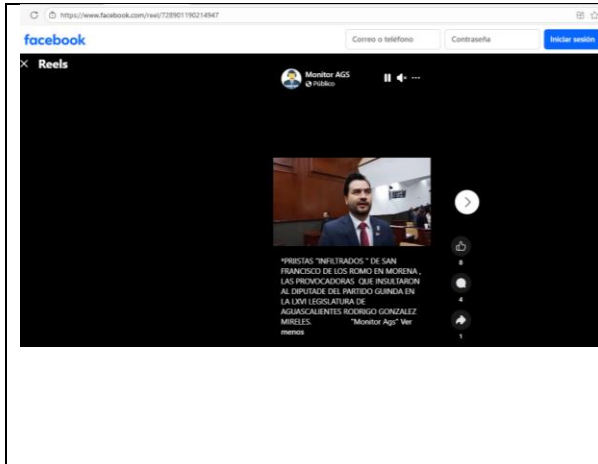 https://www.facebook.com/reel/728901190214947
facebook
Correo o teléfono
Contraseña
Iniciar sesión
× Reels
Monitor AGS
Público
*PRIISTAS "INFILTRADOS " DE SAN
FRANCISCO DE LOS ROMO EN MORENA ,
LAS PROVOCADORAS QUE INSULTARON
AL DIPUTADE DEL PARTIDO GUINDA EN
LA LXVI LEGISLATURA DE
AGUASCALIENTES RODRIGO GONZALEZ
MIRELES. "Monitor Ags" Ver
menos
8
4
1